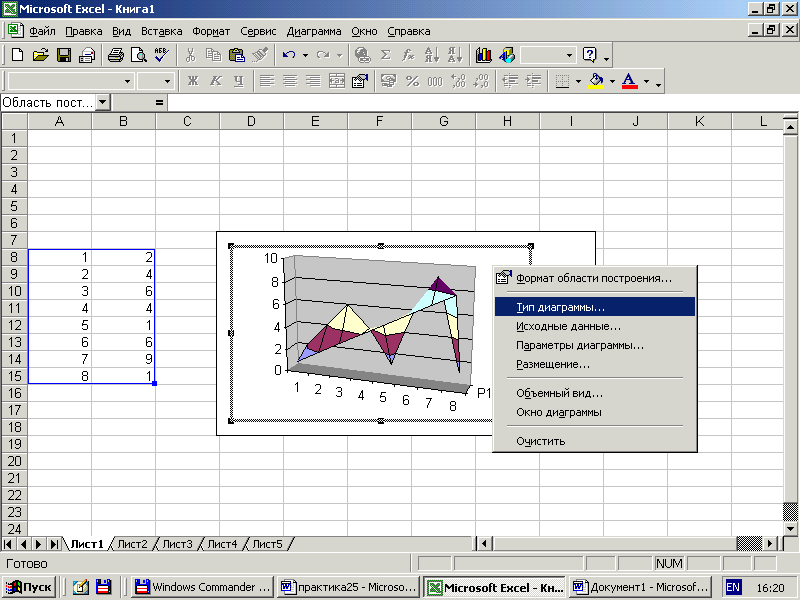 Microsoft Excel - Книга1
Файл Правка Вид Вставка Формат Сервис Диаграмма Окно Справка
Ж К Ч % 000
Область пост... =
A B C D E F G H I J K L
1
2
3
4
5
6
7
8 1 2
9 2 4
10 3 6
11 4 4
12 5 1
13 6 6
14 7 9
15 8 1
16
17
18
19
20
21
22
23
24
10
8
6
4
2
0
1 2 3 4 5 6 7 8
Р1
Формат области построения...
Тип диаграммы...
Исходные данные...
Параметры диаграммы...
Размещение...
Объемный вид...
Окно диаграммы
Очистить
Лист1 Лист2 Лист3 Лист4 Лист5
Готово NUM
Пуск Windows Commander ... практика25 - Microso... Microsoft Excel - Кн... Документ1 - Microsof... EN 16:20